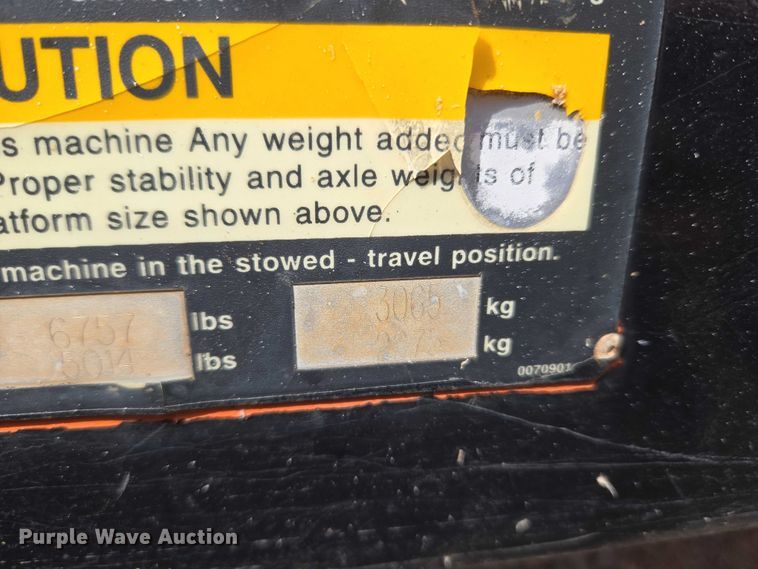 UTION
s machine Any weight added must be
Proper stability and axle weig s of
atform size shown above.
machine in the stowed - travel position.
6757 lbs 3065 kg
5014 lbs kg
0070901
Purple Wave Auction